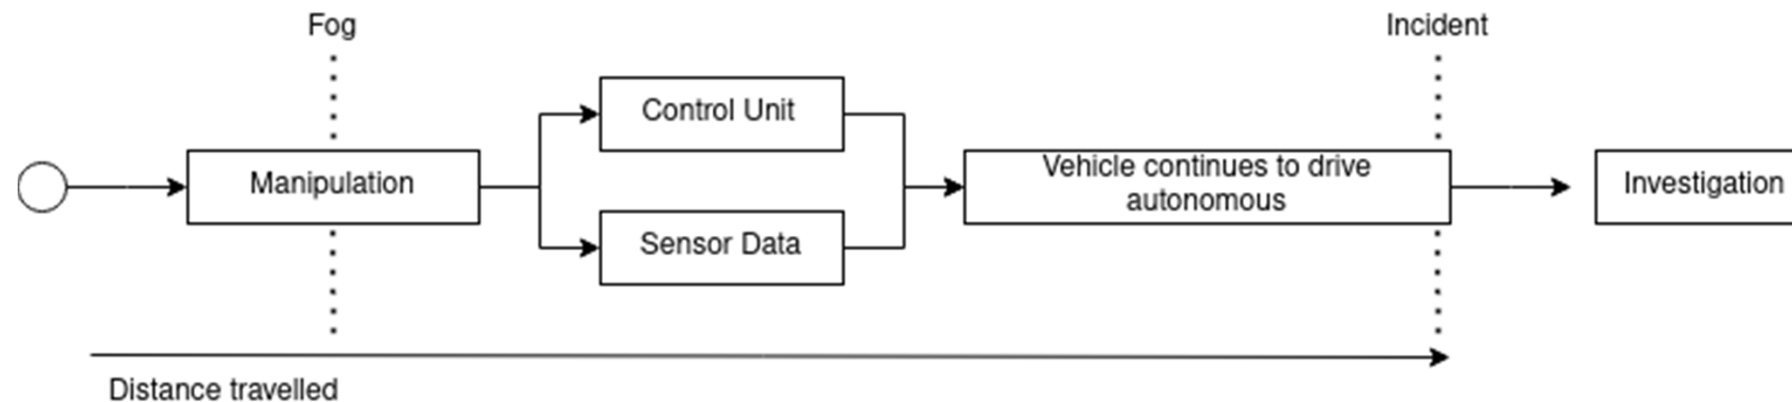 Fog
Incident
Control Unit
Manipulation
Vehicle continues to drive
autonomous
Investigation
Sensor Data
Distance travelled